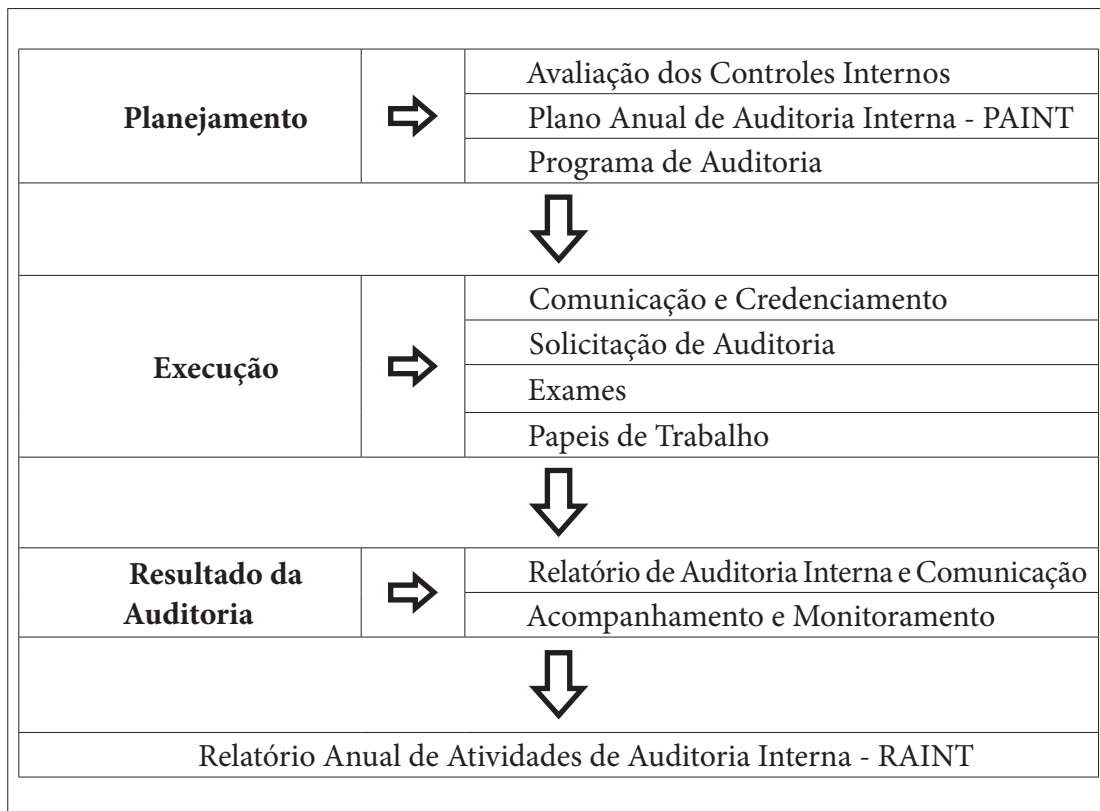 Planejamento
Avaliação dos Controles Internos
Plano Anual de Auditoria Interna - PAINT
Programa de Auditoria
Execução
Comunicação e Credenciamento
Solicitação de Auditoria
Exames
Papeis de Trabalho
Resultado da
Auditoria
Relatório de Auditoria Interna e Comunicação
Acompanhamento e Monitoramento
Relatório Anual de Atividades de Auditoria Interna - RAINT